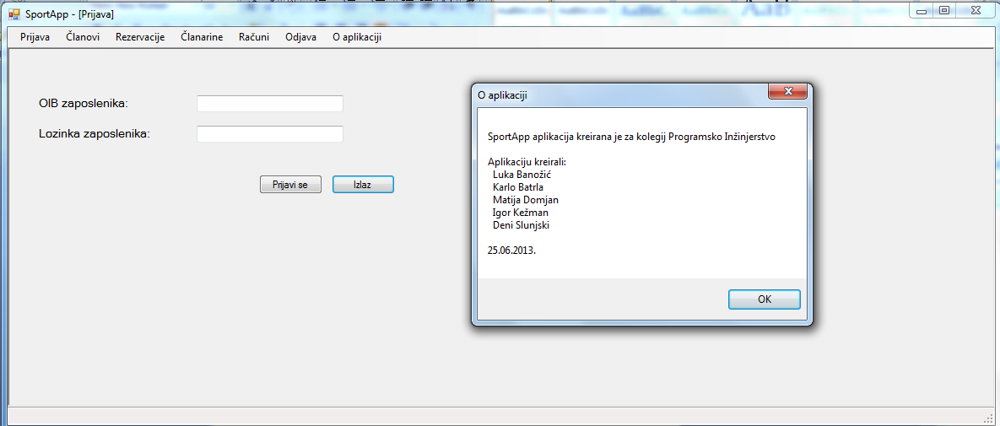 SportApp - [Prijava]
Prijava Članovi Rezervacije Članarine Računi Odjava O aplikaciji
OIB zaposlenika:
Lozinka zaposlenika:
Prijavi se Izlaz
O aplikaciji
SportApp aplikacija kreirana je za kolegij Programsko Inžinjerstvo
Aplikaciju kreirali:
Luka Banožić
Karlo Batrla
Matija Domjan
Igor Kežman
Deni Slunjski
25.06.2013.
OK